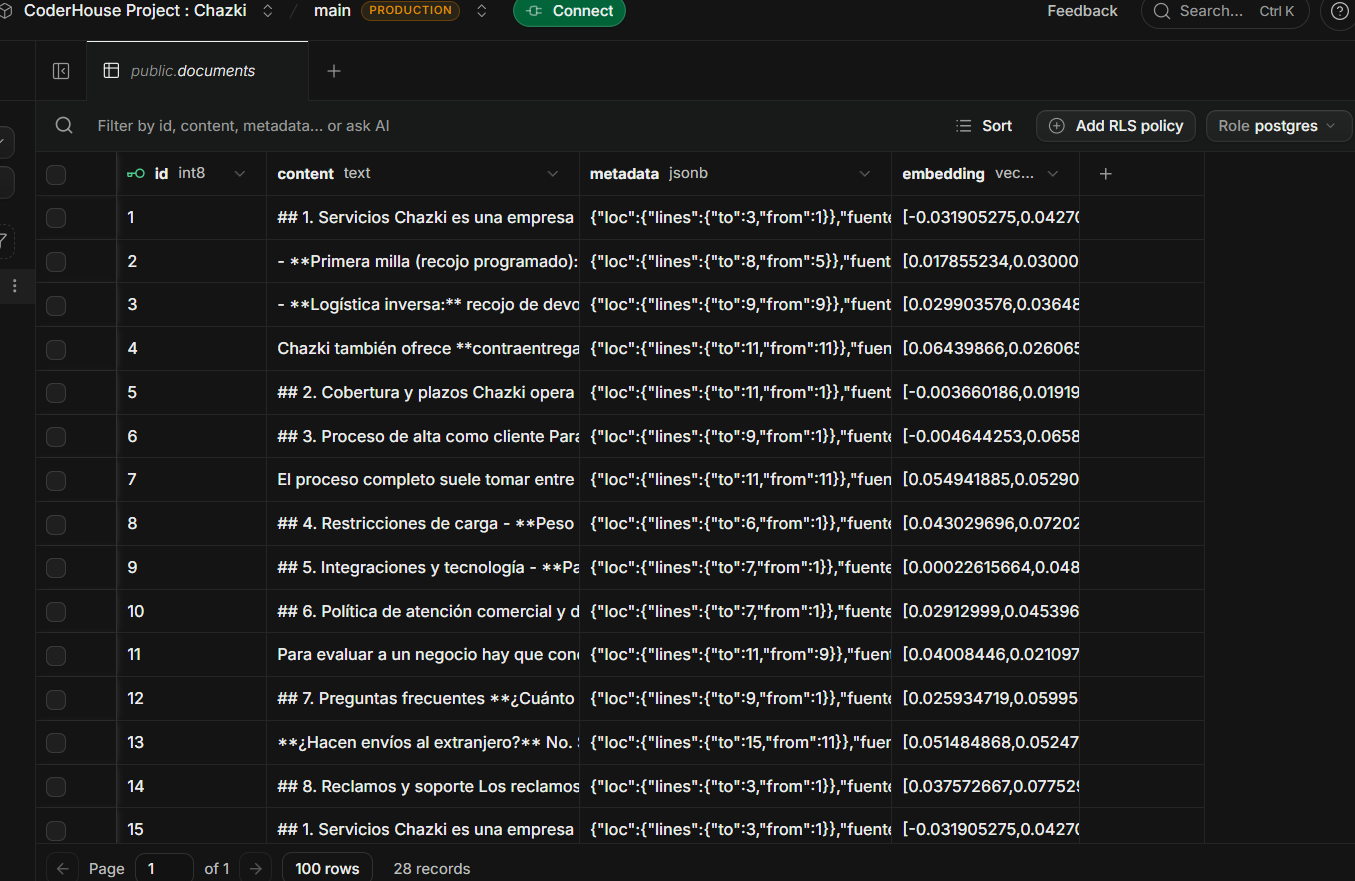 CoderHouse Project : Chazki / main PRODUCTION Connect Feedback Search... Ctrl K
public.documents
Filter by id, content, metadata... or ask AI Sort Add RLS policy Role postgres
id int8 content text metadata jsonb embedding vec...
1 ## 1. Servicios Chazki es una empresa {"loc":{"lines":{"to":3,"from":1}},"fuente [-0.031905275,0.0427
2 - **Primera milla (recojo programado): {"loc":{"lines":{"to":8,"from":5}},"fuent [0.017855234,0.03000
3 - **Logística inversa:** recojo de devo {"loc":{"lines":{"to":9,"from":9}},"fuent [0.029903576,0.03648
4 Chazki también ofrece **contraentrega {"loc":{"lines":{"to":11,"from":11}},"fuen [0.06439866,0.026065
5 ## 2. Cobertura y plazos Chazki opera {"loc":{"lines":{"to":11,"from":1}},"fuent [-0.003660186,0.01919
6 ## 3. Proceso de alta como cliente Para {"loc":{"lines":{"to":9,"from":1}},"fuente [-0.004644253,0.0658
7 El proceso completo suele tomar entre {"loc":{"lines":{"to":11,"from":11}},"fuen [0.054941885,0.05290
8 ## 4. Restricciones de carga - **Peso {"loc":{"lines":{"to":6,"from":1}},"fuente [0.043029696,0.07202
9 ## 5. Integraciones y tecnología - **Pa {"loc":{"lines":{"to":7,"from":1}},"fuente [0.00022615664,0.048
10 ## 6. Política de atención comercial y d {"loc":{"lines":{"to":7,"from":1}},"fuente [0.02912999,0.045396
11 Para evaluar a un negocio hay que cono {"loc":{"lines":{"to":11,"from":9}},"fuent [0.04008446,0.021097
12 ## 7. Preguntas frecuentes **¿Cuánto {"loc":{"lines":{"to":9,"from":1}},"fuente [0.025934719,0.05995
13 **¿Hacen envíos al extranjero?** No. {"loc":{"lines":{"to":15,"from":11}},"fuen [0.051484868,0.05247
14 ## 8. Reclamos y soporte Los reclamos {"loc":{"lines":{"to":3,"from":1}},"fuente [0.037572667,0.07752
15 ## 1. Servicios Chazki es una empresa {"loc":{"lines":{"to":3,"from":1}},"fuente [-0.031905275,0.0427
Page 1 of 1 100 rows 28 records